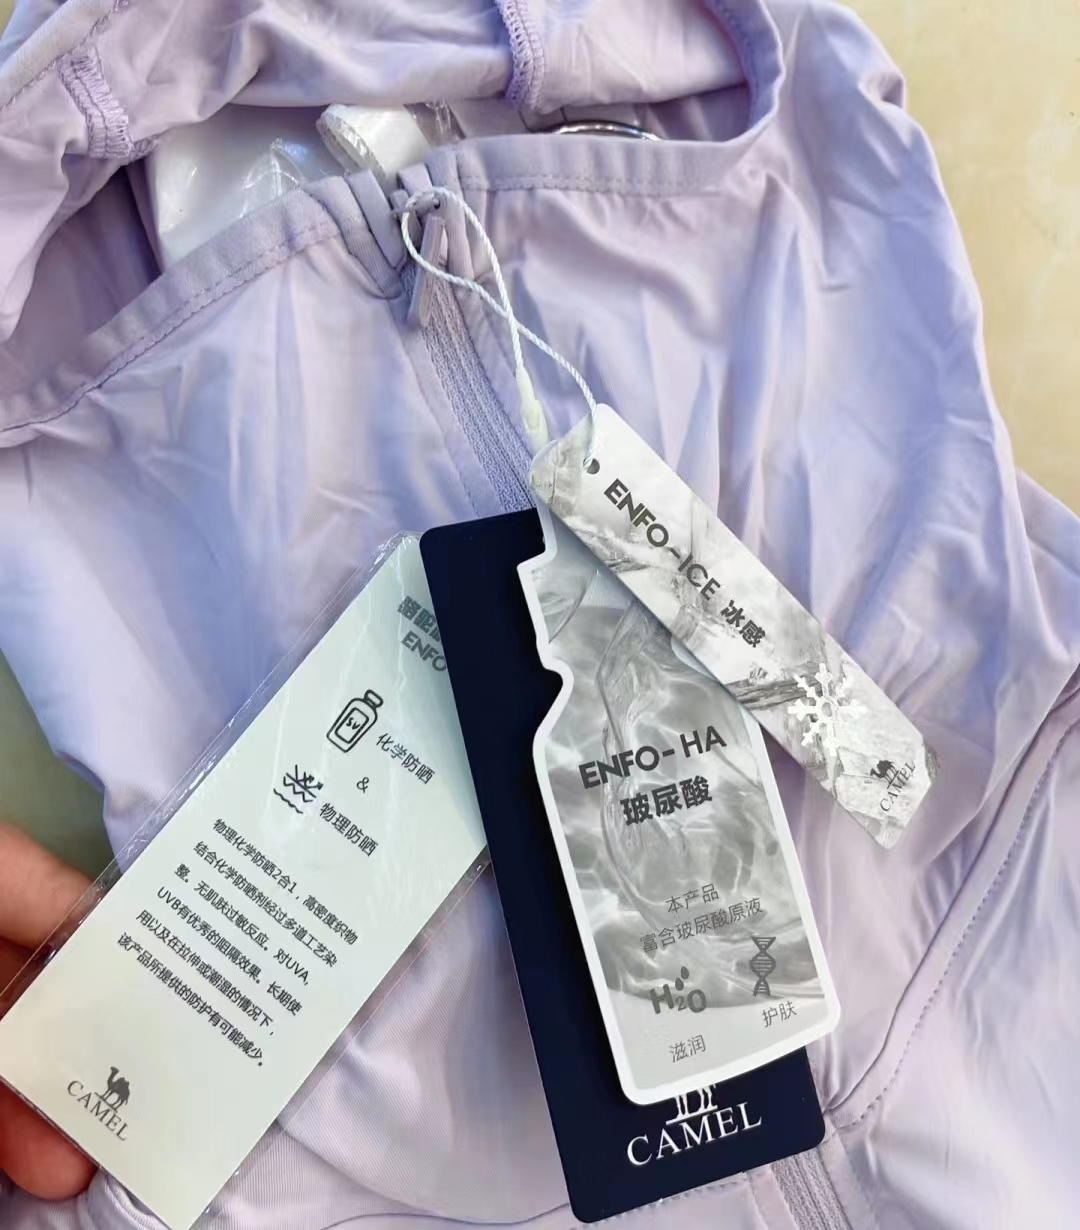 ENFO-ICE 冰感
CAMEL
ENFO-HA
玻尿酸
本产品
富含玻尿酸原液
H2O
滋润
护肤
CAMEL
骆驼
ENFO
SV
化学防晒
&
物理防晒
物理化学防晒2合1，高密度织物
结合化学防晒剂经过多道工艺染
整。无肌肤过敏反应。对UVA，
UVB有优秀的阻隔效果。长期使
用以及在拉伸或潮湿的情况下，
该产品所提供的防护有可能减少。
CAMEL